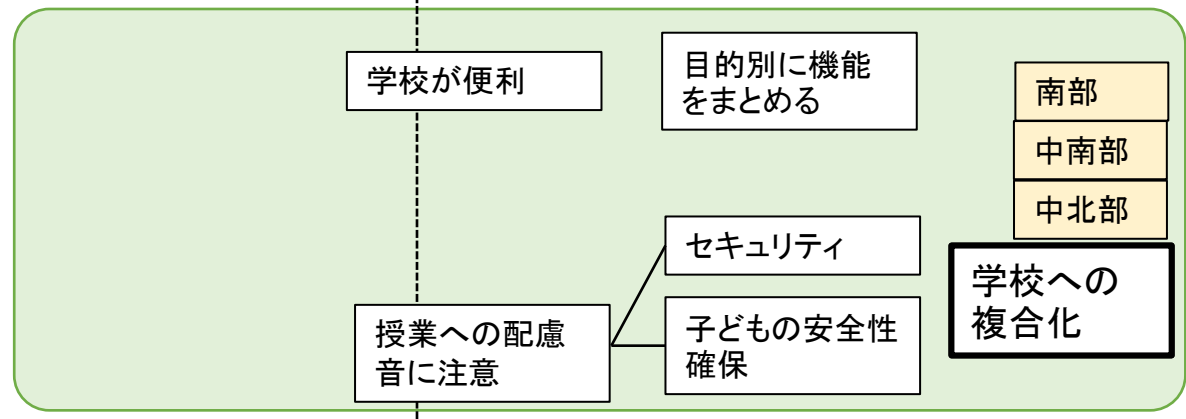 学校が便利
目的別に機能
をまとめる
南部
中南部
中北部
セキュリティ
学校への
複合化
授業への配慮
音に注意
子どもの安全性
確保